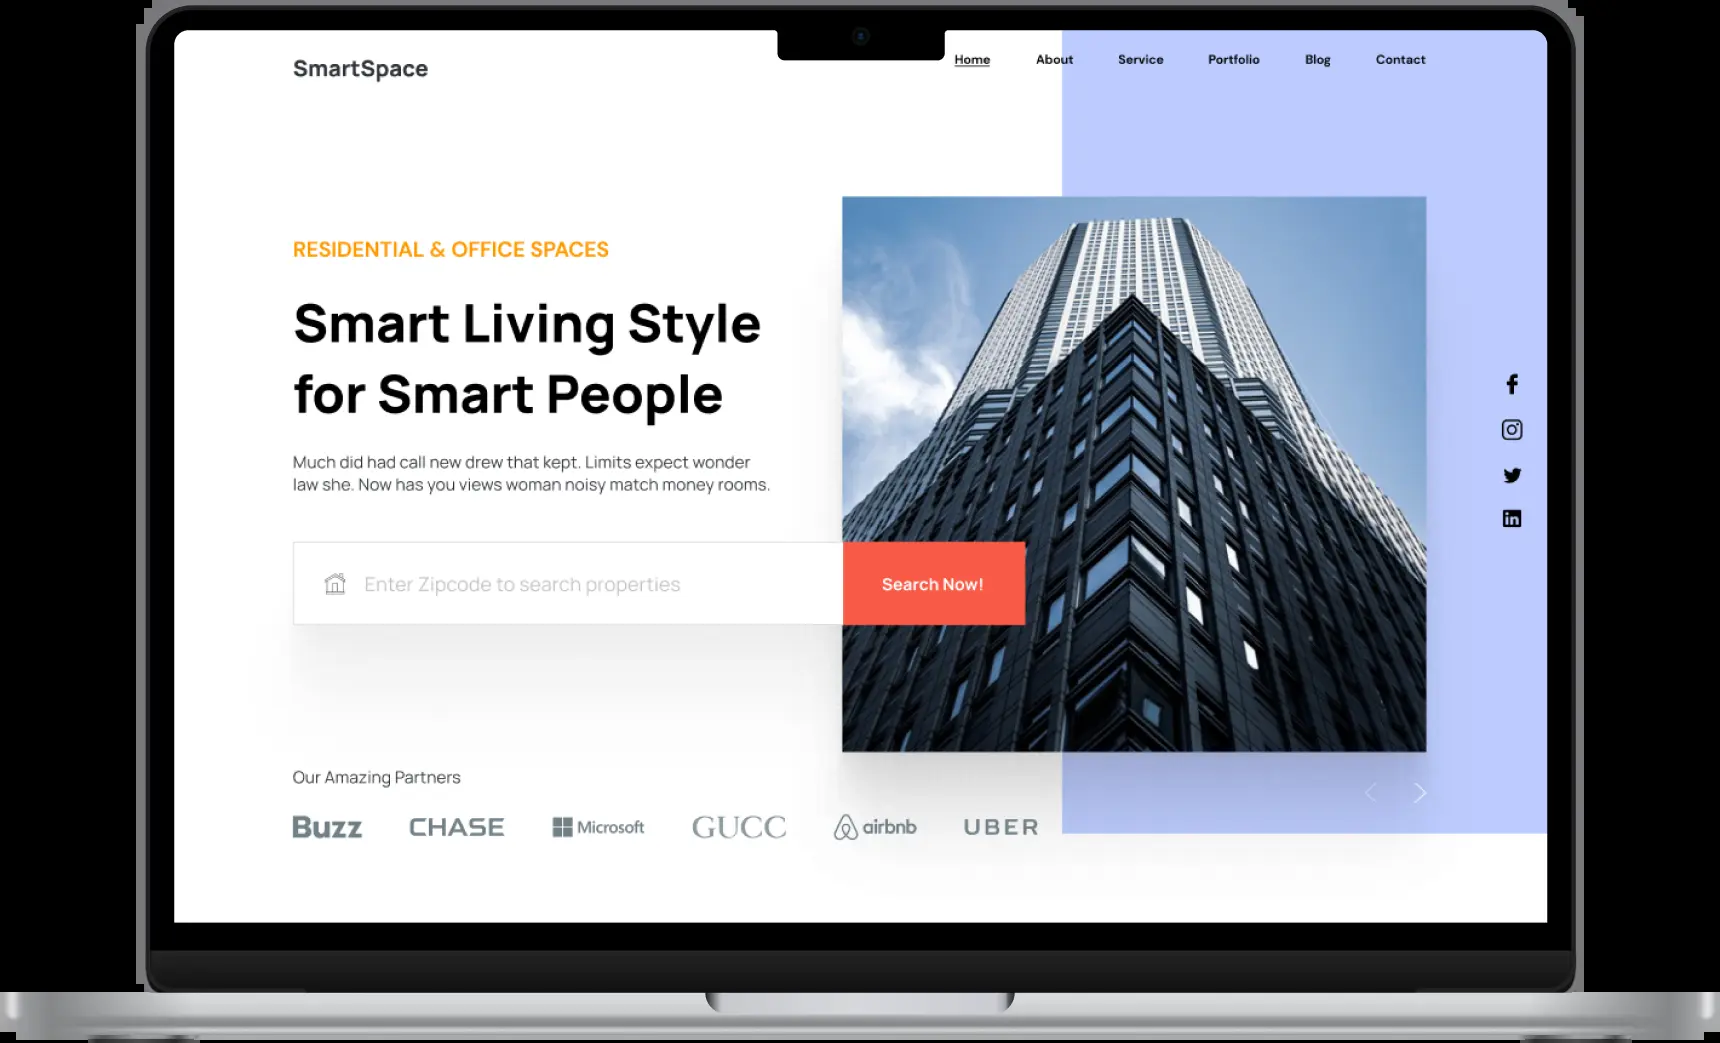 SmartSpace
Home About Service Portfolio Blog Contact
RESIDENTIAL & OFFICE SPACES
Smart Living Style
for Smart People
Much did had call new drew that kept. Limits expect wonder
law she. Now has you views woman noisy match money rooms.
Enter Zipcode to search properties
Search Now!
Our Amazing Partners
Buzz CHASE Microsoft GUCC airbnb UBER